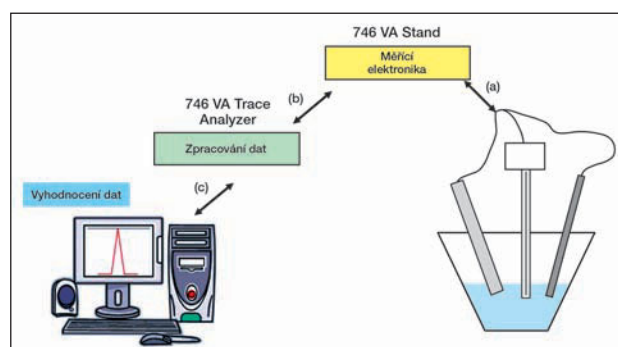 746 VA Stand
Měřící
elektronika
(a)
(b)
746 VA Trace
Analyzer
Zpracování dat
(c)
Vyhodnocení dat